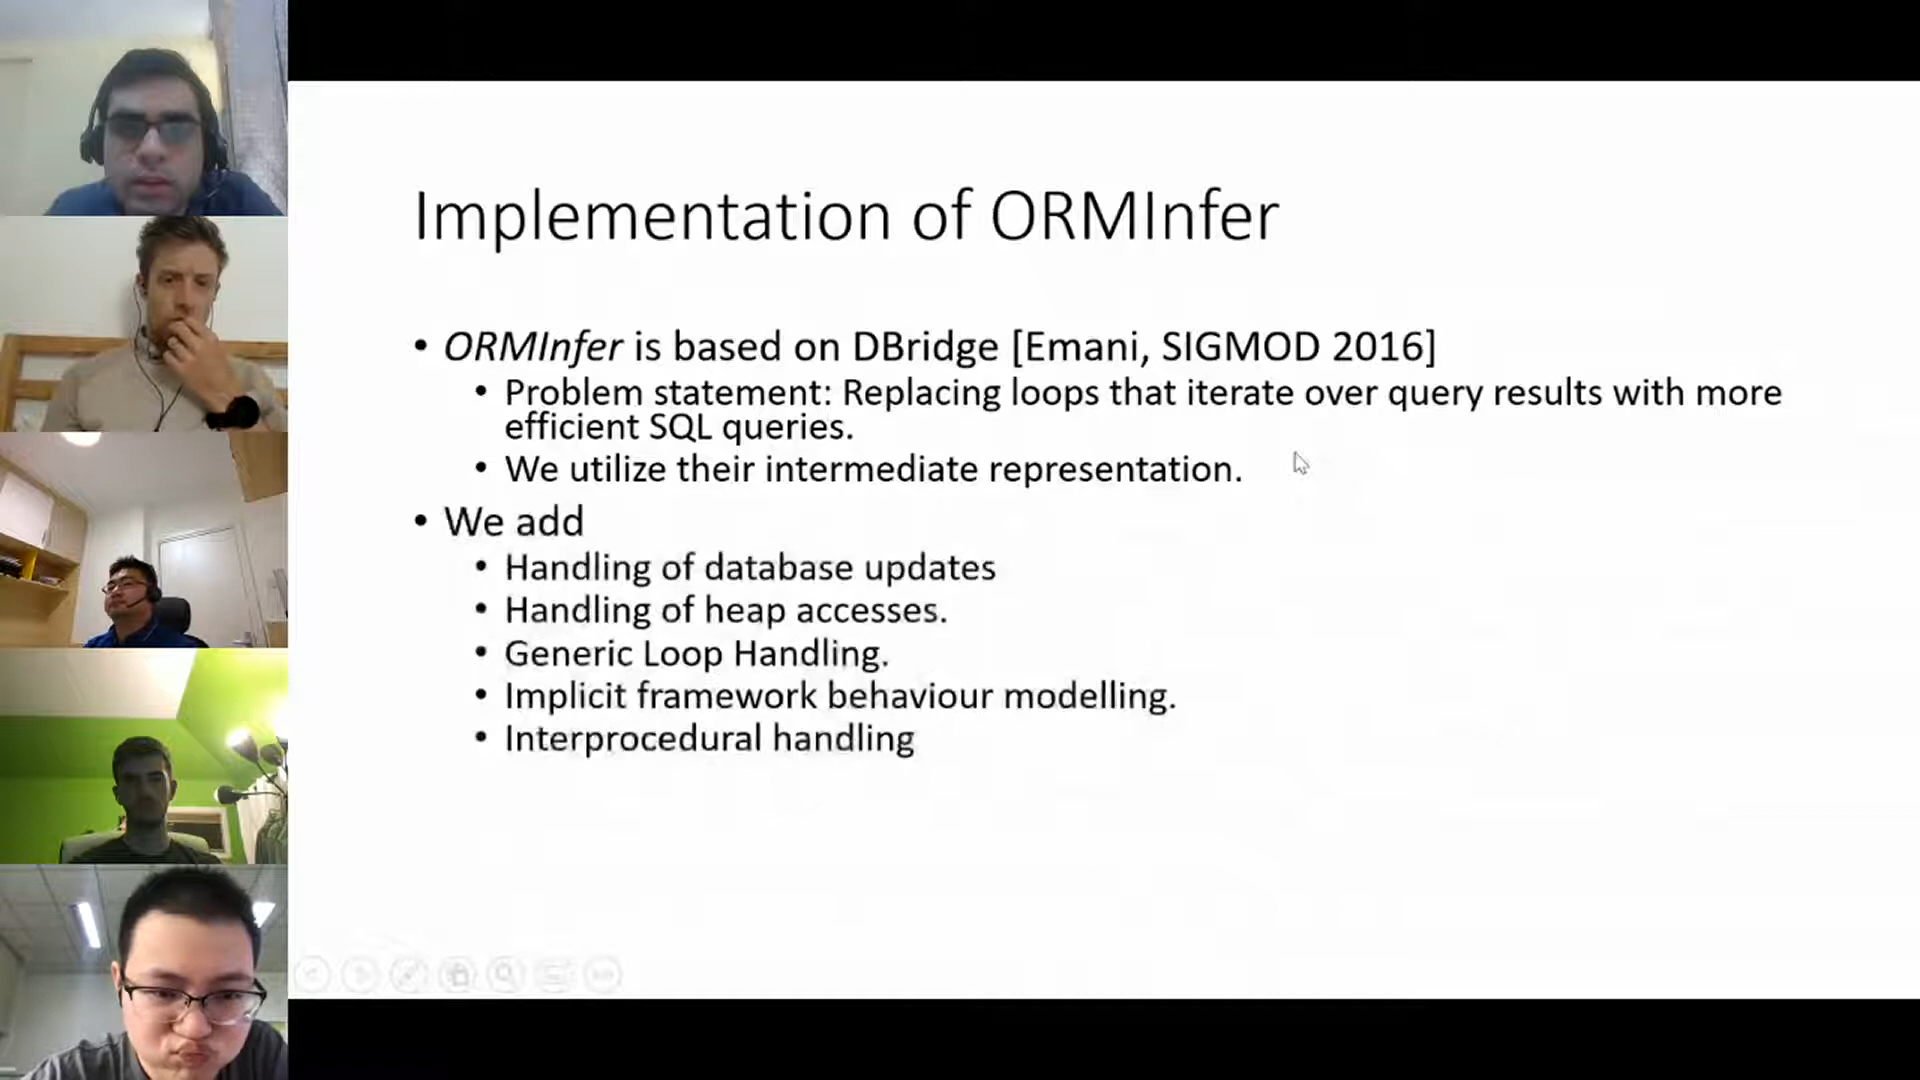 Implementation of ORMInfer
• ORMInfer is based on DBridge [Emani, SIGMOD 2016]
• Problem statement: Replacing loops that iterate over query results with more
efficient SQL queries.
• We utilize their intermediate representation.
• We add
• Handling of database updates
• Handling of heap accesses.
• Generic Loop Handling.
• Implicit framework behaviour modelling.
• Interprocedural handling